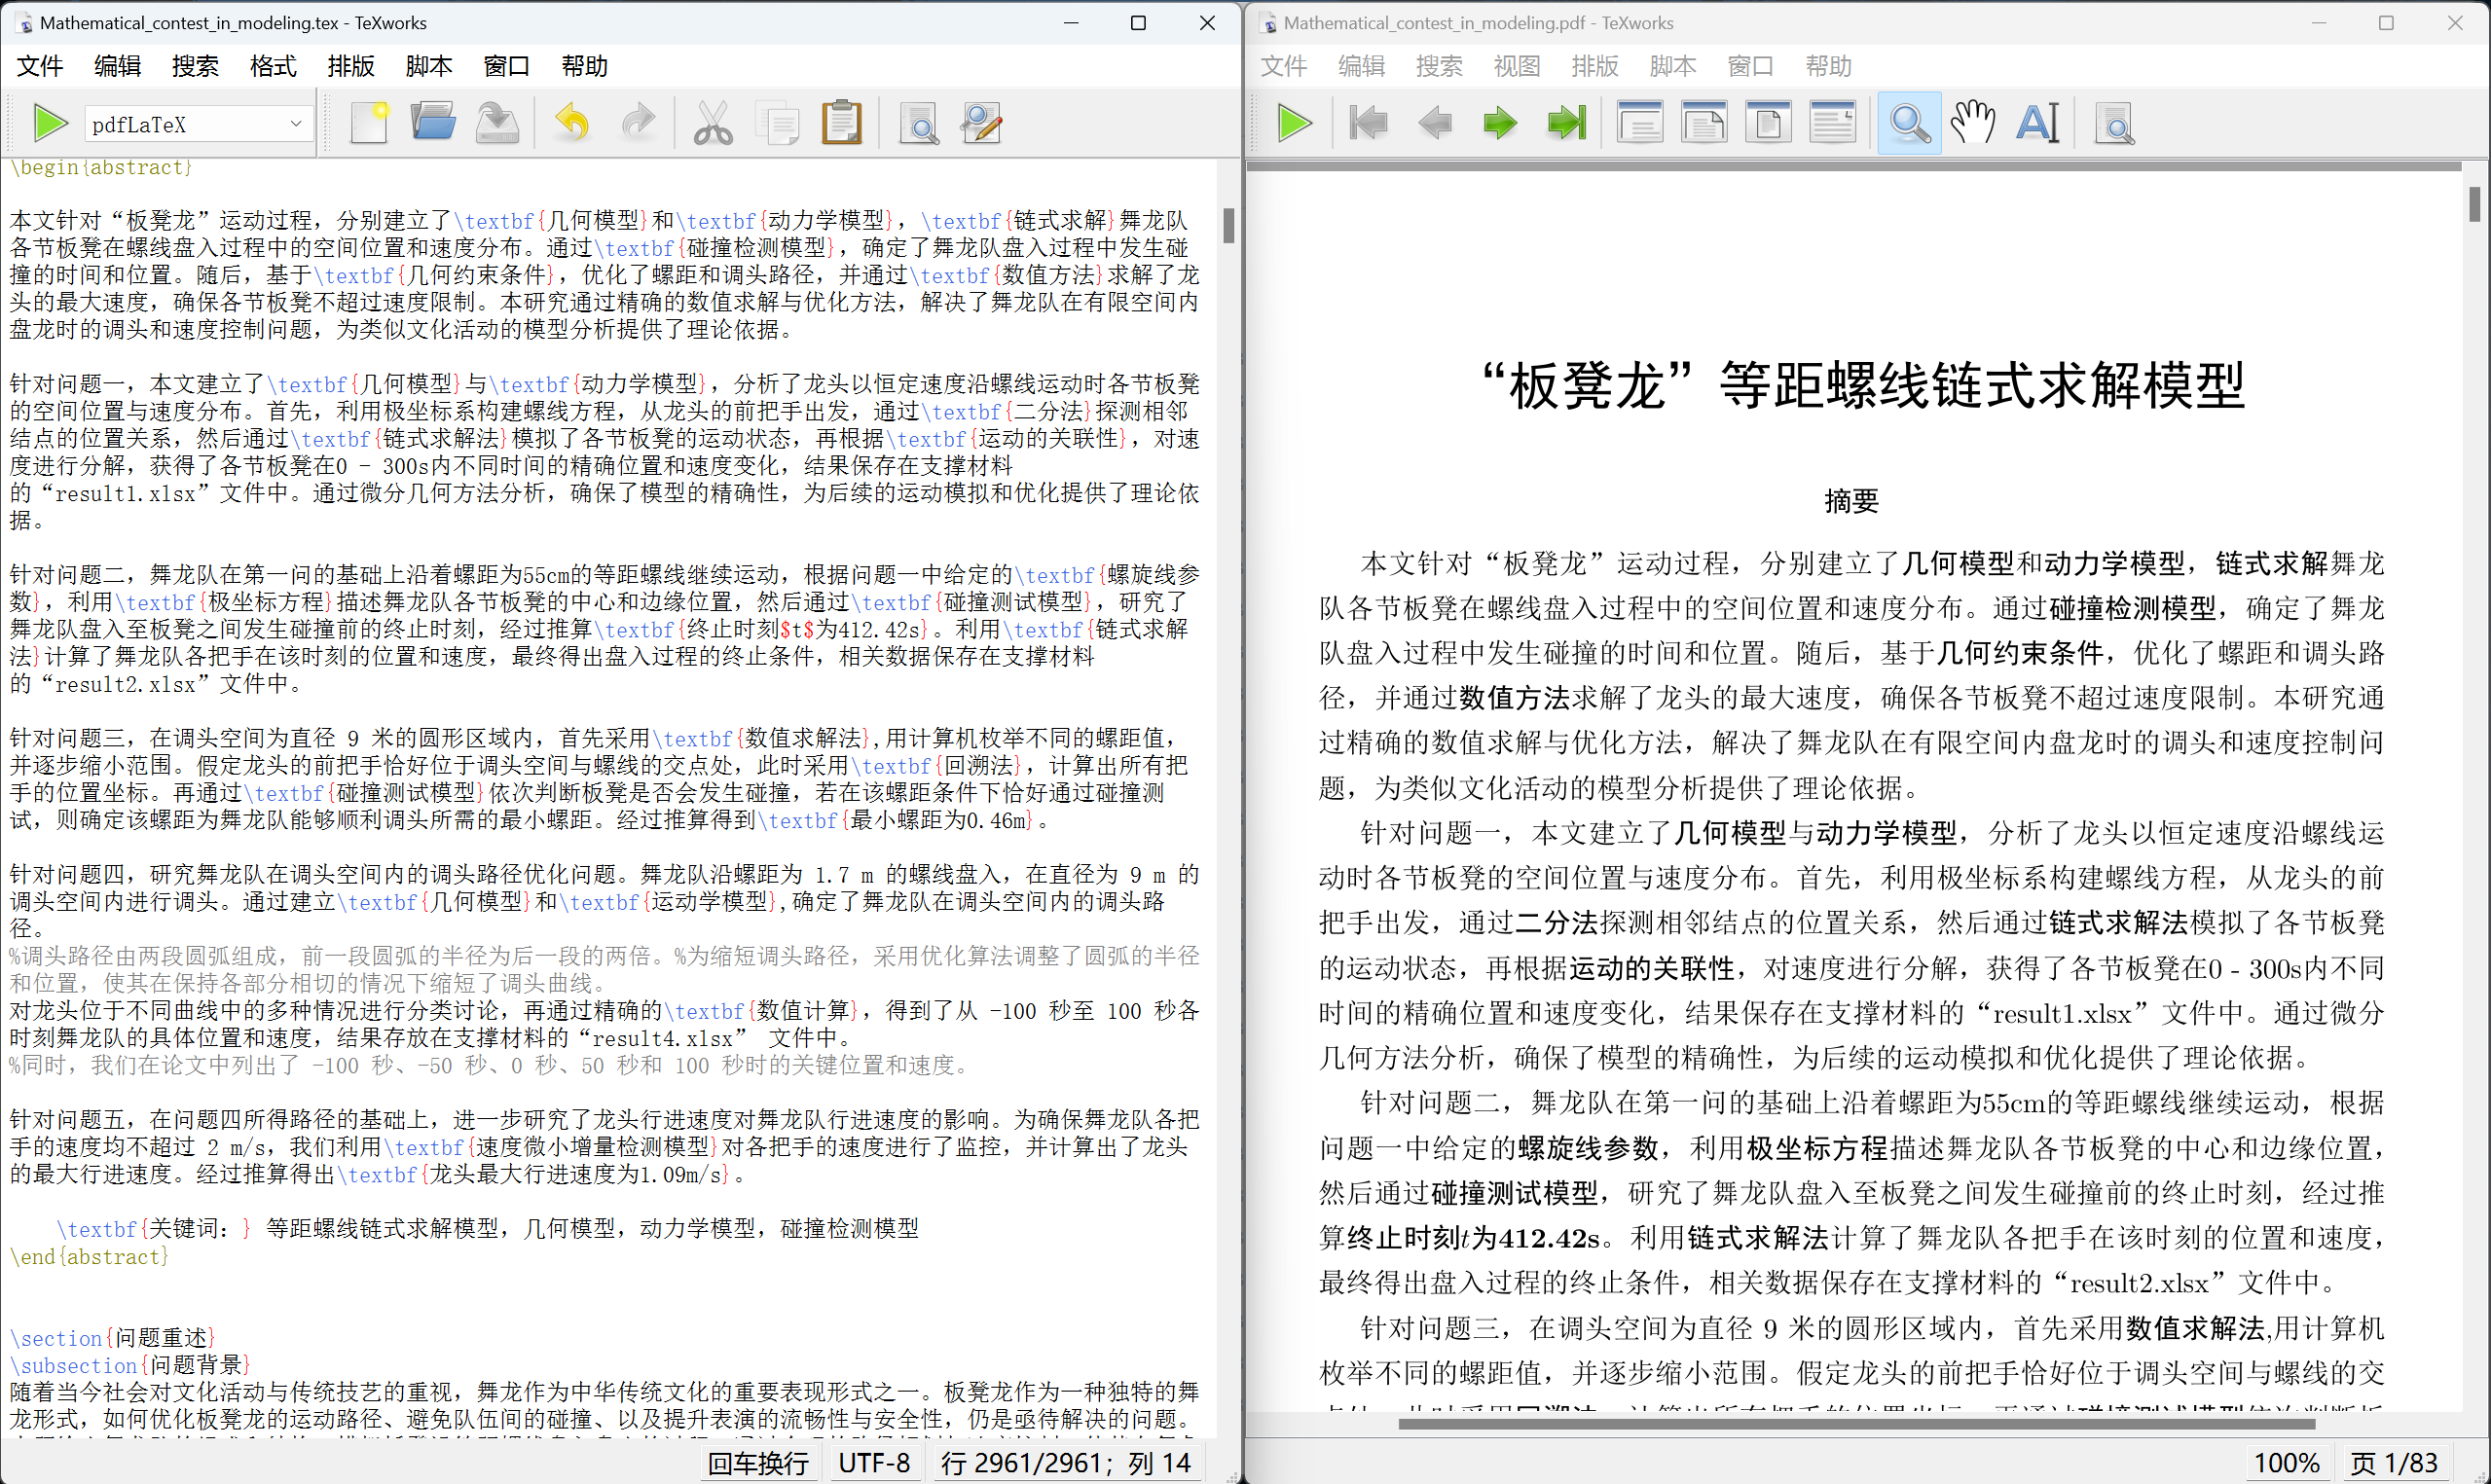 Mathematical_contest_in_modeling.tex - TeXworks
文件 编辑 搜索 格式 排版 脚本 窗口 帮助
pdfLaTeX
\begin{abstract}
本文针对“板凳龙”运动过程，分别建立了\textbf{几何模型}和\textbf{动力学模型}，\textbf{链式求解}舞龙队
各节板凳在螺线盘入过程中的空间位置和速度分布。通过\textbf{碰撞检测模型}，确定了舞龙队盘入过程中发生碰
撞的时间和位置。随后，基于\textbf{几何约束条件}，优化了螺距和调头路径，并通过\textbf{数值方法}求解了龙
头的最大速度，确保各节板凳不超过速度限制。本研究通过精确的数值求解与优化方法，解决了舞龙队在有限空间内
盘龙时的调头和速度控制问题，为类似文化活动的模型分析提供了理论依据。
针对问题一，本文建立了\textbf{几何模型}与\textbf{动力学模型}，分析了龙头以恒定速度沿螺线运动时各节板凳
的空间位置与速度分布。首先，利用极坐标系构建螺线方程，从龙头的前把手出发，通过\textbf{二分法}探测相邻
结点的位置关系，然后通过\textbf{链式求解法}模拟了各节板凳的运动状态，再根据\textbf{运动的关联性}，对速
度进行分解，获得了各节板凳在0 - 300s内不同时间的精确位置和速度变化，结果保存在支撑材料
的“result1.xlsx”文件中。通过微分几何方法分析，确保了模型的精确性，为后续的运动模拟和优化提供了理论依
据。
针对问题二，舞龙队在第一问的基础上沿着螺距为55cm的等距螺线继续运动，根据问题一中给定的\textbf{螺旋线参
数}，利用\textbf{极坐标方程}描述舞龙队各节板凳的中心和边缘位置，然后通过\textbf{碰撞测试模型}，研究了
舞龙队盘入至板凳之间发生碰撞前的终止时刻，经过推算\textbf{终止时刻$t$为412.42s}。利用\textbf{链式求解
法}计算了舞龙队各把手在该时刻的位置和速度，最终得出盘入过程的终止条件，相关数据保存在支撑材料
的“result2.xlsx”文件中。
针对问题三，在调头空间为直径 9 米的圆形区域内，首先采用\textbf{数值求解法},用计算机枚举不同的螺距值，
并逐步缩小范围。假定龙头的前把手恰好位于调头空间与螺线的交点处，此时采用\textbf{回溯法}，计算出所有把
手的位置坐标。再通过\textbf{碰撞测试模型}依次判断板凳是否会发生碰撞，若在该螺距条件下恰好通过碰撞测
试，则确定该螺距为舞龙队能够顺利调头所需的最小螺距。经过推算得到\textbf{最小螺距为0.46m}。
针对问题四，研究舞龙队在调头空间内的调头路径优化问题。舞龙队沿螺距为 1.7 m 的螺线盘入，在直径为 9 m 的
调头空间内进行调头。通过建立\textbf{几何模型}和\textbf{运动学模型},确定了舞龙队在调头空间内的调头路
径。
%调头路径由两段圆弧组成，前一段圆弧的半径为后一段的两倍。%为缩短调头路径，采用优化算法调整了圆弧的半径
和位置，使其在保持各部分相切的情况下缩短了调头曲线。
对龙头位于不同曲线中的多种情况进行分类讨论，再通过精确的\textbf{数值计算}，得到了从 -100 秒至 100 秒各
时刻舞龙队的具体位置和速度，结果存放在支撑材料的“result4.xlsx” 文件中。
%同时，我们在论文中列出了 -100 秒、-50 秒、0 秒、50 秒和 100 秒时的关键位置和速度。
针对问题五，在问题四所得路径的基础上，进一步研究了龙头行进速度对舞龙队行进速度的影响。为确保舞龙队各把
手的速度均不超过 2 m/s，我们利用\textbf{速度微小增量检测模型}对各把手的速度进行了监控，并计算出了龙头
的最大行进速度。经过推算得出\textbf{龙头最大行进速度为1.09m/s}。
\textbf{关键词：} 等距螺线链式求解模型，几何模型，动力学模型，碰撞检测模型
\end{abstract}
\section{问题重述}
\subsection{问题背景}
随着当今社会对文化活动与传统技艺的重视，舞龙作为中华传统文化的重要表现形式之一。板凳龙作为一种独特的舞
龙形式，如何优化板凳龙的运动路径、避免队伍间的碰撞、以及提升表演的流畅性与安全性，仍是亟待解决的问题。
回车换行 UTF-8 行 2961/2961；列 14
Mathematical_contest_in_modeling.pdf - TeXworks
文件 编辑 搜索 视图 排版 脚本 窗口 帮助
“板凳龙”等距螺线链式求解模型
摘要
本文针对“板凳龙”运动过程，分别建立了几何模型和动力学模型，链式求解舞龙
队各节板凳在螺线盘入过程中的空间位置和速度分布。通过碰撞检测模型，确定了舞龙
队盘入过程中发生碰撞的时间和位置。随后，基于几何约束条件，优化了螺距和调头路
径，并通过数值方法求解了龙头的最大速度，确保各节板凳不超过速度限制。本研究通
过精确的数值求解与优化方法，解决了舞龙队在有限空间内盘龙时的调头和速度控制问
题，为类似文化活动的模型分析提供了理论依据。
针对问题一，本文建立了几何模型与动力学模型，分析了龙头以恒定速度沿螺线运
动时各节板凳的空间位置与速度分布。首先，利用极坐标系构建螺线方程，从龙头的前
把手出发，通过二分法探测相邻结点的位置关系，然后通过链式求解法模拟了各节板凳
的运动状态，再根据运动的关联性，对速度进行分解，获得了各节板凳在0 - 300s内不同
时间的精确位置和速度变化，结果保存在支撑材料的“result1.xlsx”文件中。通过微分
几何方法分析，确保了模型的精确性，为后续的运动模拟和优化提供了理论依据。
针对问题二，舞龙队在第一问的基础上沿着螺距为55cm的等距螺线继续运动，根据
问题一中给定的螺旋线参数，利用极坐标方程描述舞龙队各节板凳的中心和边缘位置，
然后通过碰撞测试模型，研究了舞龙队盘入至板凳之间发生碰撞前的终止时刻，经过推
算终止时刻t为412.42s。利用链式求解法计算了舞龙队各把手在该时刻的位置和速度，
最终得出盘入过程的终止条件，相关数据保存在支撑材料的“result2.xlsx”文件中。
针对问题三，在调头空间为直径 9 米的圆形区域内，首先采用数值求解法,用计算机
枚举不同的螺距值，并逐步缩小范围。假定龙头的前把手恰好位于调头空间与螺线的交
100% 页 1/83